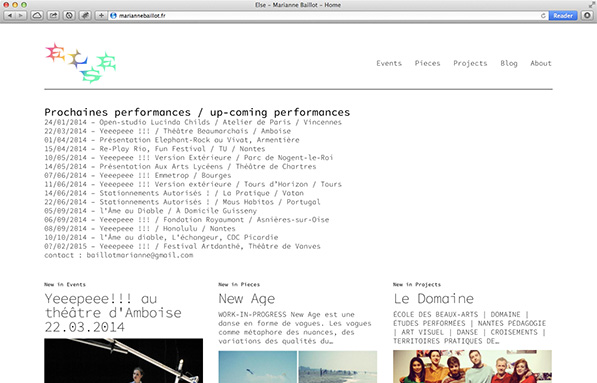 Else – Marianne Baillot – Home
mariannebaillot.fr
Reader
ELSE
Events Pieces Projects Blog About
Prochaines performances / up-coming performances
24/01/2014 – Open-studio Lucinda Childs / Atelier de Paris / Vincennes
22/03/2014 – Yeeepeee !!! / Théâtre Beaumarchais / Amboise
01/04/2014 – Présentation Elephant-Rock au Vivat, Armentière
15/04/2014 – Re-Play Rio, Fun Festival / TU / Nantes
10/05/2014 – Yeeepeee !!! Version Extérieure / Parc de Nogent-le-Roi
14/05/2014 – Présentation Aux Arts Lycéens / Théâtre de Chartres
07/06/2014 – Yeeepeee !!! Emmetrop / Bourges
11/06/2014 – Yeeepeee !!! Version extérieure / Tours d'Horizon / Tours
14/06/2014 – Stationnements Autorisés ! / La Pratique / Vatan
22/06/2014 – Stationnements Autorisés ! / Maus Habitos / Portugal
05/09/2014 – l'Âme au Diable / À Domicile Guisseny
06/09/2014 – Yeeepeee !!! / Fondation Royaumont / Asnières-sur-Oise
08/09/2014 – Yeeepeee !!! / Honolulu / Nantes
10/10/2014 – l'Âme au diable, L'échangeur, CDC Picardie
07/02/2015 – Yeeepeee !!! / Festival Artdanthé, Théâtre de Vanves
contact : baillotmarianne@gmail.com
New in Events
Yeeepeee!!! au
théâtre d'Amboise
22.03.2014
New in Pieces
New Age
WORK-IN-PROGRESS New Age est une
danse en forme de vagues. Les vagues
comme métaphore des nuances, des
variations des qualités du…
New in Projects
Le Domaine
ÉCOLE DES BEAUX-ARTS | DOMAINE |
ÉTUDES PERFORMÉES | NANTES PÉDAGOGIE
| ART VISUEL | DANSE | CROISEMENTS |
TERRITOIRES PRATIQUES DE…